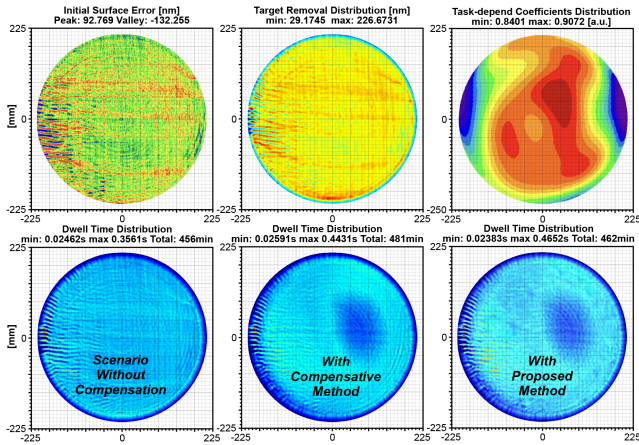 Initial Surface Error [nm]
Peak: 92.769 Valley: -132.255
Target Removal Distribution [nm]
min: 29.1745 max: 226.6731
Task-depend Coefficients Distribution
min: 0.8401 max: 0.9072 [a.u.]
225
225
250
[mm]
0
0
0
-225
-225
-250
-225 0 225
-225 0 225
-225 0 225
Dwell Time Distribution
min: 0.02462s max 0.3561s Total: 456min
Dwell Time Distribution
min: 0.02591s max 0.4431s Total: 481min
Dwell Time Distribution
min: 0.02383s max 0.4652s Total: 462min
225
225
225
[mm]
0
0
0
Scenario
Without
Compensation
With
Compensative
Method
With
Proposed
Method
-225
-225
-225
-225 0 225
-225 0 225
-225 0 225